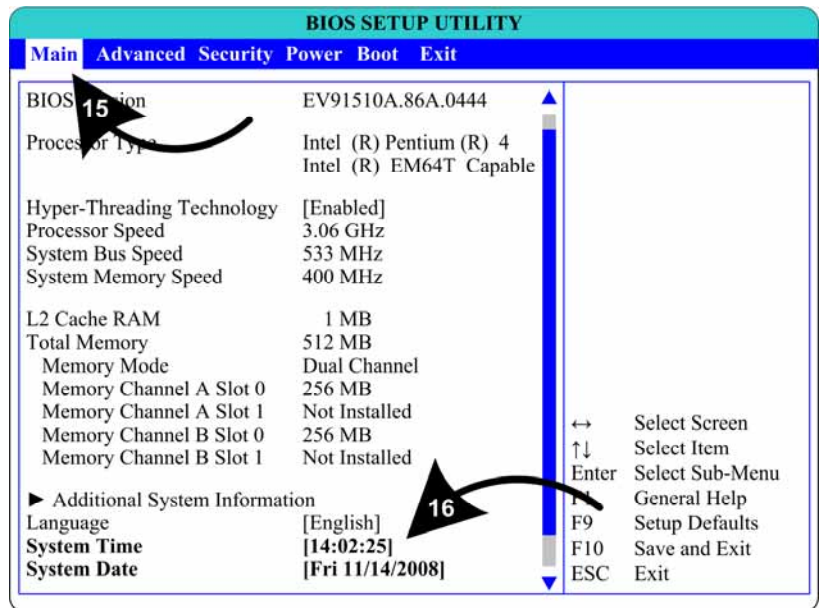 BIOS SETUP UTILITY
Main Advanced Security Power Boot Exit
BIOS EV91510A.86A.0444
15
Processor Type Intel (R) Pentium (R) 4
Intel (R) EM64T Capable
Hyper-Threading Technology [Enabled]
Processor Speed 3.06 GHz
System Bus Speed 533 MHz
System Memory Speed 400 MHz
L2 Cache RAM 1 MB
Total Memory 512 MB
Memory Mode Dual Channel
Memory Channel A Slot 0 256 MB
Memory Channel A Slot 1 Not Installed
Memory Channel B Slot 0 256 MB
Memory Channel B Slot 1 Not Installed
► Additional System Information
16
Language [English]
System Time [14:02:25]
System Date [Fri 11/14/2008]
↔ Select Screen
↑↓ Select Item
Enter Select Sub-Menu
General Help
F9 Setup Defaults
F10 Save and Exit
ESC Exit